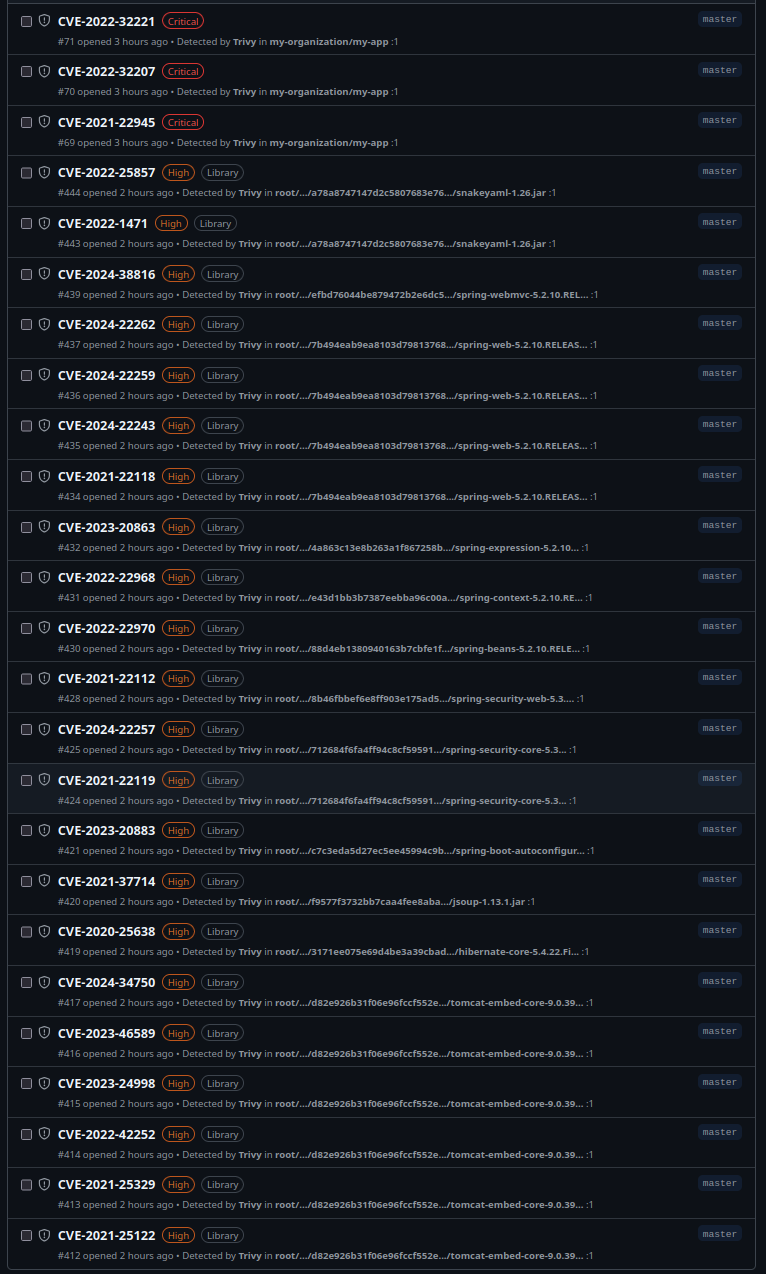 CVE-2022-32221 Critical master
#71 opened 3 hours ago • Detected by Trivy in my-organization/my-app :1
CVE-2022-32207 Critical master
#70 opened 3 hours ago • Detected by Trivy in my-organization/my-app :1
CVE-2021-22945 Critical master
#69 opened 3 hours ago • Detected by Trivy in my-organization/my-app :1
CVE-2022-25857 High Library master
#444 opened 2 hours ago • Detected by Trivy in root/.../a78a8747147d2c5807683e76.../snakeyaml-1.26.jar :1
CVE-2022-1471 High Library master
#443 opened 2 hours ago • Detected by Trivy in root/.../a78a8747147d2c5807683e76.../snakeyaml-1.26.jar :1
CVE-2024-38816 High Library master
#439 opened 2 hours ago • Detected by Trivy in root/.../efbd76044be879472b2e6dc5.../spring-webmvc-5.2.10.REL... :1
CVE-2024-22262 High Library master
#437 opened 2 hours ago • Detected by Trivy in root/.../7b494eab9ea8103d79813768.../spring-web-5.2.10.RELEAS... :1
CVE-2024-22259 High Library master
#436 opened 2 hours ago • Detected by Trivy in root/.../7b494eab9ea8103d79813768.../spring-web-5.2.10.RELEAS... :1
CVE-2024-22243 High Library master
#435 opened 2 hours ago • Detected by Trivy in root/.../7b494eab9ea8103d79813768.../spring-web-5.2.10.RELEAS... :1
CVE-2021-22118 High Library master
#434 opened 2 hours ago • Detected by Trivy in root/.../7b494eab9ea8103d79813768.../spring-web-5.2.10.RELEAS... :1
CVE-2023-20863 High Library master
#432 opened 2 hours ago • Detected by Trivy in root/.../4a863c13e8b263a1f867258b.../spring-expression-5.2.10... :1
CVE-2022-22968 High Library master
#431 opened 2 hours ago • Detected by Trivy in root/.../e43d1bb3b7387eebba96c00a.../spring-context-5.2.10.RE... :1
CVE-2022-22970 High Library master
#430 opened 2 hours ago • Detected by Trivy in root/.../88d4eb1380940163b7cbfe1f.../spring-beans-5.2.10.RELE... :1
CVE-2021-22112 High Library master
#428 opened 2 hours ago • Detected by Trivy in root/.../8b46fbbef6e8ff903e175ad5.../spring-security-web-5.3.... :1
CVE-2024-22257 High Library master
#425 opened 2 hours ago • Detected by Trivy in root/.../712684f6fa4ff94c8cf59591.../spring-security-core-5.3... :1
CVE-2021-22119 High Library master
#424 opened 2 hours ago • Detected by Trivy in root/.../712684f6fa4ff94c8cf59591.../spring-security-core-5.3... :1
CVE-2023-20883 High Library master
#421 opened 2 hours ago • Detected by Trivy in root/.../c7c3eda5d27ec5ee45994c9b.../spring-boot-autoconfigur... :1
CVE-2021-37714 High Library master
#420 opened 2 hours ago • Detected by Trivy in root/.../f9577f3732bb7caa4fee8aba.../jsoup-1.13.1.jar :1
CVE-2020-25638 High Library master
#419 opened 2 hours ago • Detected by Trivy in root/.../3171ee075e69d4be3a39cbad.../hibernate-core-5.4.22.Fi... :1
CVE-2024-34750 High Library master
#417 opened 2 hours ago • Detected by Trivy in root/.../d82e926b31f06e96fccf552e.../tomcat-embed-core-9.0.39... :1
CVE-2023-46589 High Library master
#416 opened 2 hours ago • Detected by Trivy in root/.../d82e926b31f06e96fccf552e.../tomcat-embed-core-9.0.39... :1
CVE-2023-24998 High Library master
#415 opened 2 hours ago • Detected by Trivy in root/.../d82e926b31f06e96fccf552e.../tomcat-embed-core-9.0.39... :1
CVE-2022-42252 High Library master
#414 opened 2 hours ago • Detected by Trivy in root/.../d82e926b31f06e96fccf552e.../tomcat-embed-core-9.0.39... :1
CVE-2021-25329 High Library master
#413 opened 2 hours ago • Detected by Trivy in root/.../d82e926b31f06e96fccf552e.../tomcat-embed-core-9.0.39... :1
CVE-2021-25122 High Library master
#412 opened 2 hours ago • Detected by Trivy in root/.../d82e926b31f06e96fccf552e.../tomcat-embed-core-9.0.39... :1